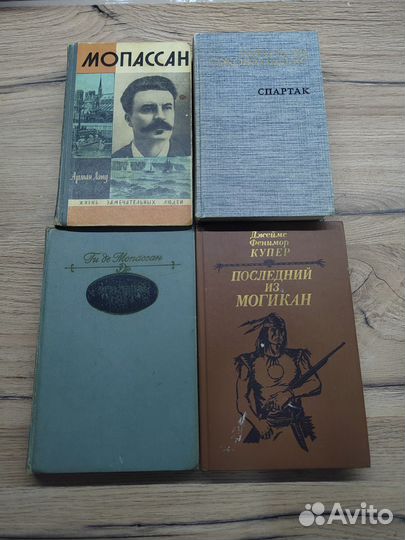 МОПАССАН
Арман Лану
ЖИЗНЬ ЗАМЕЧАТЕЛЬНЫХ ЛЮДЕЙ
СПАРТАК
Ги де Мопассан
Джеймс
Фенимор
КУПЕР
ПОСЛЕДНИЙ
ИЗ
МОГИКАН
Avito